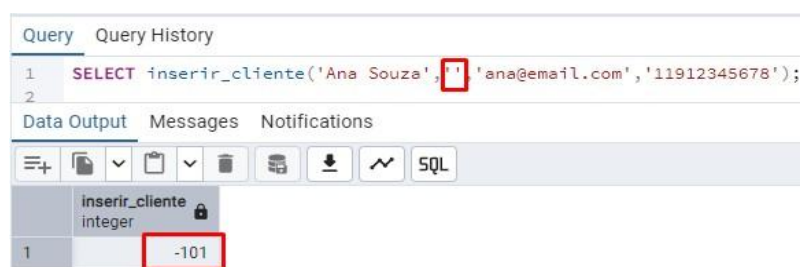 Query Query History
1 SELECT inserir_cliente('Ana Souza','','ana@email.com','11912345678');
2
Data Output Messages Notifications
SQL
inserir_cliente
integer
1 -101